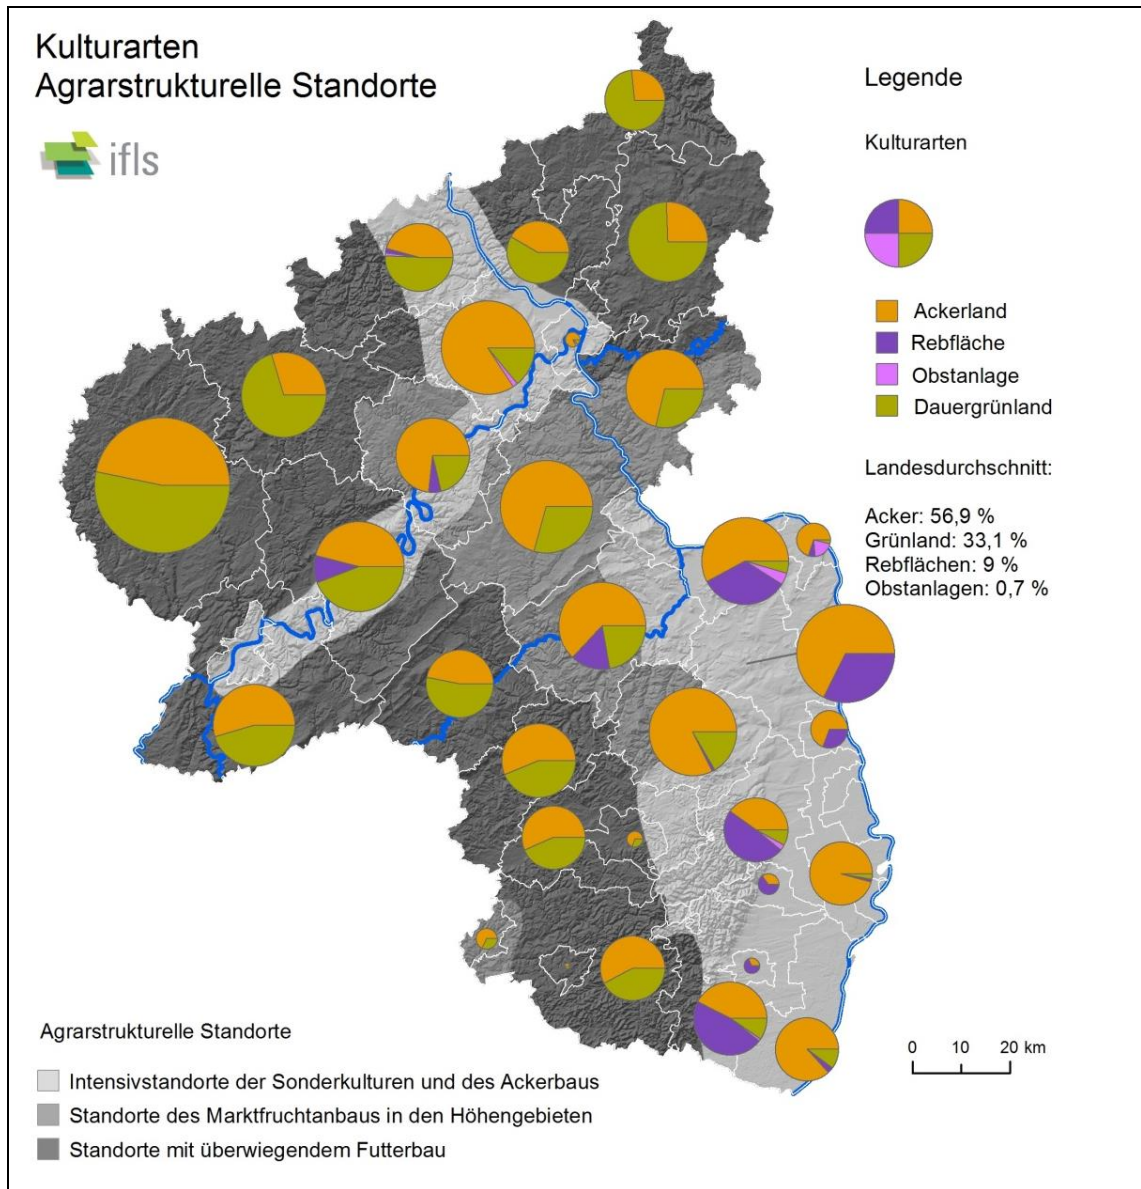 Kulturarten
Agrarstrukturelle Standorte
ifls
Legende
Kulturarten
Ackerland
Rebfläche
Obstanlage
Dauergrünland
Landesdurchschnitt:
Acker: 56,9 %
Grünland: 33,1 %
Rebflächen: 9 %
Obstanlagen: 0,7 %
Agrarstrukturelle Standorte
Intensivstandorte der Sonderkulturen und des Ackerbaus
Standorte des Marktfruchtanbaus in den Höhengebieten
Standorte mit überwiegendem Futterbau
0 10 20 km